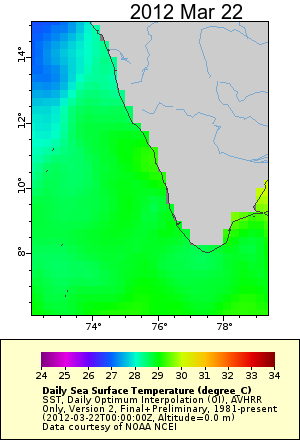 2012 Mar 22
14°
12°
10°
8°
74°
76°
78°
24 25 26 27 28 29 30 31 32 33 34
Daily Sea Surface Temperature (degree_C)
SST, Daily Optimum Interpolation (OI), AVHRR
Only, Version 2, Final+Preliminary, 1981-present
(2012-03-22T00:00:00Z, Altitude=0.0 m)
Data courtesy of NOAA NCEI